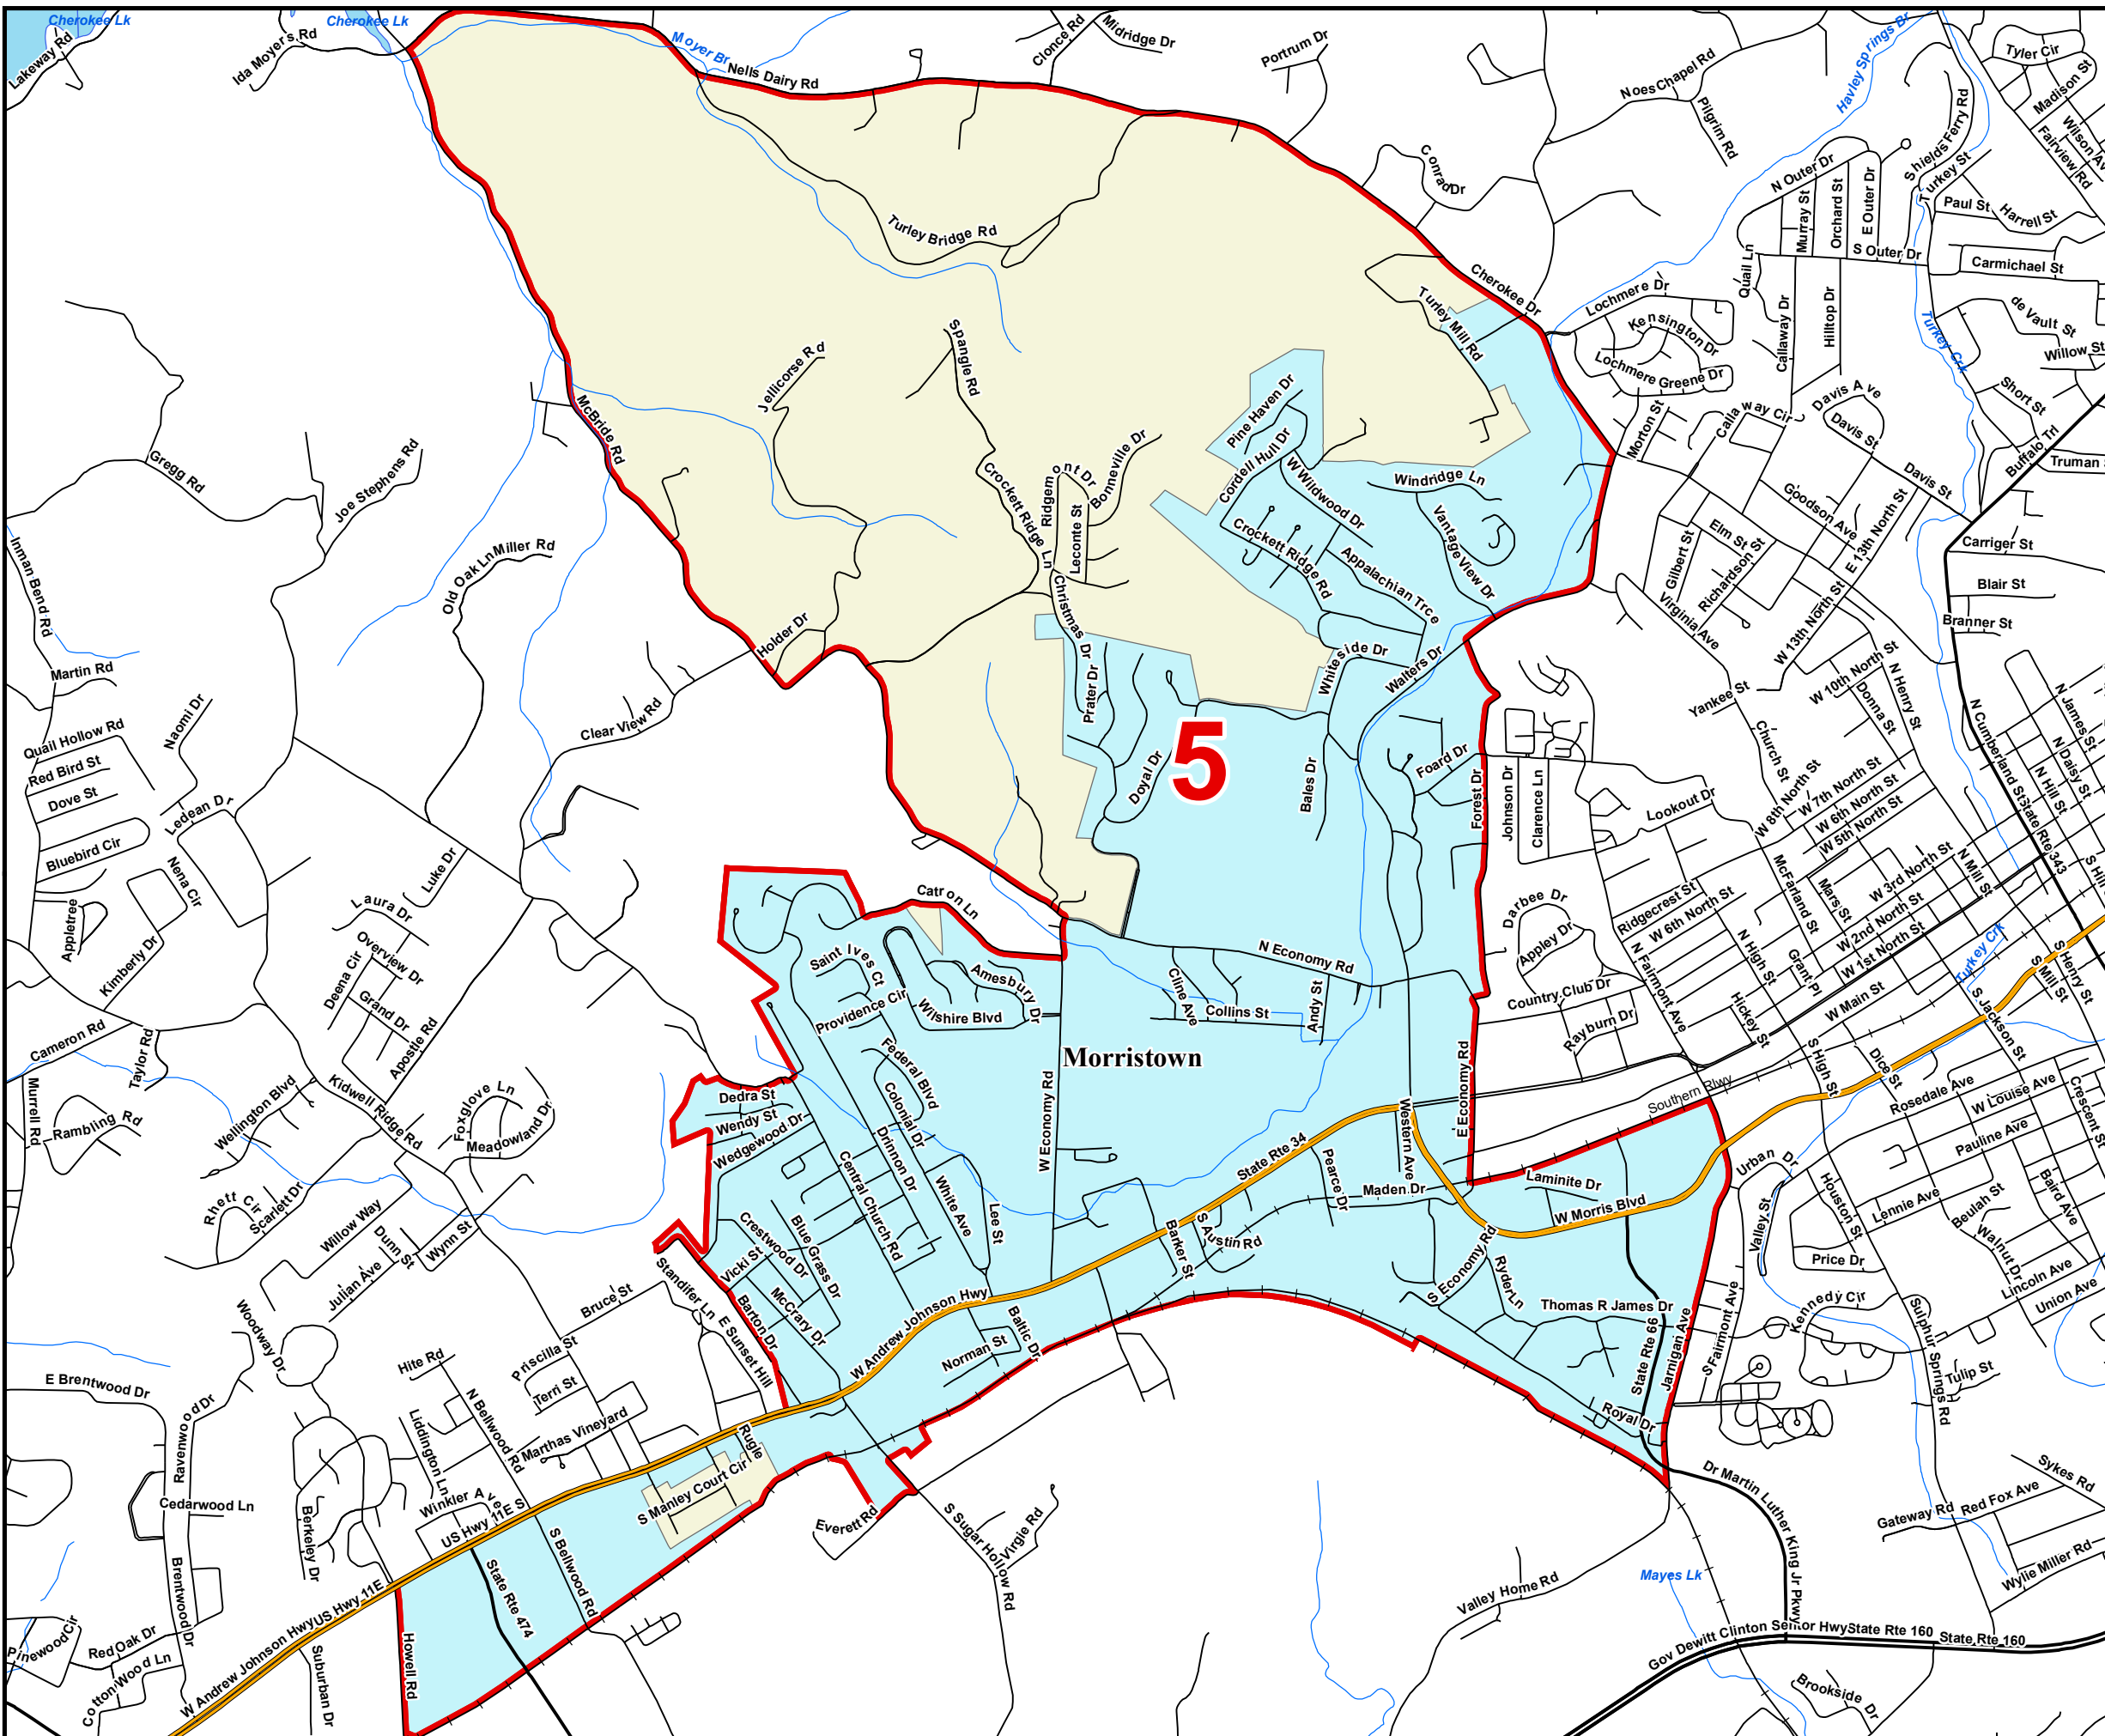 Cherokee Lk
Cherokee Lk
Lakeway Rd
Ida Moyers Rd
Moyer Br
Nells Dairy Rd
Clonce Rd
Midridge Dr
Portrum Dr
Noes Chapel Rd
Pilgrim Rd
Havley Springs Br
Tyler Cir
Madison St
Wilson Av
Fairview Rd
Shields Ferry Rd
Turkey St
Conrad Dr
N Outer Dr
Murray St
Orchard St
E Outer Dr
Paul St
Harrell St
S Outer Dr
Quail Ln
Carmichael St
Turley Bridge Rd
Cherokee Dr
Turley Mill Rd
Lochmere Dr
Kensington Dr
Lochmere Greene Dr
Callaway Dr
Hilltop Dr
Turkey Crk
de Vault St
Willow St
Short St
Spangle Rd
Jellicorse Rd
McBride Rd
Pine Haven Dr
Cordell Hull Dr
W Wildwood Dr
Windridge Ln
Vantage View Dr
Morton St
Callaway Cir
Davis Ave
Davis St
Davis St
Buffalo Trl
Truman
Gregg Rd
Joe Stephens Rd
Crockett Ridge Ln
Ridgemont Dr
Leconte St
Bonneville Dr
Crockett Ridge Rd
Appalachian Trce
Goodson Ave
E 13th North St
Elm St
Gilbert St
Richardson St
Virginia Ave
W 13th North St
Carriger St
Blair St
Branner St
Inman Bend Rd
Old Oak Ln
Miller Rd
Holder Dr
Christmas Dr
Prater Dr
Whiteside Dr
Walters Dr
Martin Rd
Naomi Dr
Clear View Rd
Yankee St
W 10th North St
N Henry St
Donna St
Church St
N Cumberland St
State Rte 343
N James St
N Daisy St
N Hill St
S Hill
Quail Hollow Rd
Red Bird St
Dove St
Bluebird Cir
Ledean Dr
Nena Cir
5
Doyal Dr
Bales Dr
Foard Dr
Forest Dr
Johnson Dr
Clarence Ln
Lookout Dr
W 8th North St
W 7th North St
W 6th North St
W 5th North St
Luke Dr
Laura Dr
Overview Dr
Deena Cir
Grand Dr
Appletree
Kimberly Dr
Catron Ln
N Economy Rd
Darbee Dr
Appley Dr
Ridgecrest St
W 6th North St
McFarland St
Mars St
N Mill St
W 3rd North St
W 2nd North St
W 1st North St
N High St
Grant Pl
N Fairmont Ave
Saint Ives Ct
Providence Cir
Amesbury Dr
Wilshire Blvd
Cline Ave
Collins St
Andy St
Country Club Dr
Rayburn Dr
Hickey St
W Main St
Turkey Crk
S Henry St
S Mill St
S Jackson St
Cameron Rd
Taylor Rd
Apostle Rd
Kidwell Ridge Rd
Federal Blvd
Colonial Dr
Morristown
W Economy Rd
E Economy Rd
Western Ave
Southern Rlwy
S High St
Dice St
Rosedale Ave
W Louise Ave
Crescent St
Pauline Ave
Murrell Rd
Rambling Rd
Wellington Blvd
Foxglove Ln
Meadowland Dr
Dedra St
Wendy St
Wedgewood Dr
Drinnon Dr
Central Church Rd
White Ave
Lee St
State Rte 34
Pearce Dr
Maden Dr
Laminite Dr
W Morris Blvd
Urban Dr
Valley St
Houston St
Lennie Ave
Beulah St
Baird Ave
Walnut Dr
Price Dr
Lincoln Ave
Union Ave
Rhett Cir
Scarlett Dr
Willow Way
Dunn St
Wynn St
Julian Ave
Crestwood Dr
Vicki St
Blue Grass Dr
McCrary Dr
Barton Dr
Standifer Ln
E Sunset Hill
Bruce St
Barker St
S Austin Rd
S Economy Rd
Ryder Ln
Thomas R James Dr
State Rte 66
Jarnigan Ave
S Fairmont Ave
Kennedy Cir
Sulphur Springs Rd
Tulip St
Woodway Dr
E Brentwood Dr
Ravenwood Dr
Hite Rd
Priscilla St
Terri St
N Bellwood Rd
Liddington Ln
Marthas Vineyard
W Andrew Johnson Hwy
Norman St
Baltic Dr
Royal Dr
Rugle
S Manley Court Cir
Winkler Ave
US Hwy 11E S
Cedarwood Ln
Berkeley Dr
Everett Rd
S Sugar Hollow Rd
Virgie Rd
Dr Martin Luther King Jr Pkwy
Gateway Rd
Red Fox Ave
Sykes Rd
Wylie Miller Rd
Brentwood Dr
State Rte 474
S Bellwood Rd
Valley Home Rd
Mayes Lk
Pinewood Cir
Red Oak Dr
Cotton Wood Ln
W Andrew Johnson Hwy
US Hwy 11E
Suburban Dr
Howell Rd
Gov Dewitt Clinton Senter Hwy
State Rte 160
State Rte 160
Brookside Dr